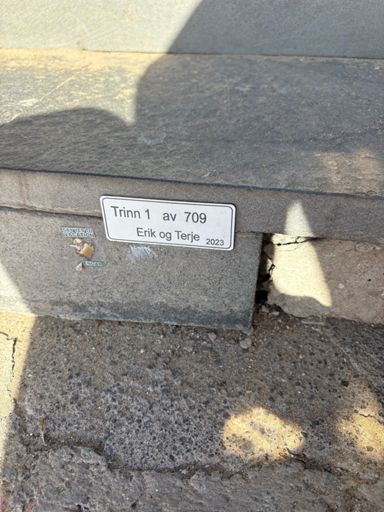 Trinn 1 av 709
Erik og Terje 2023